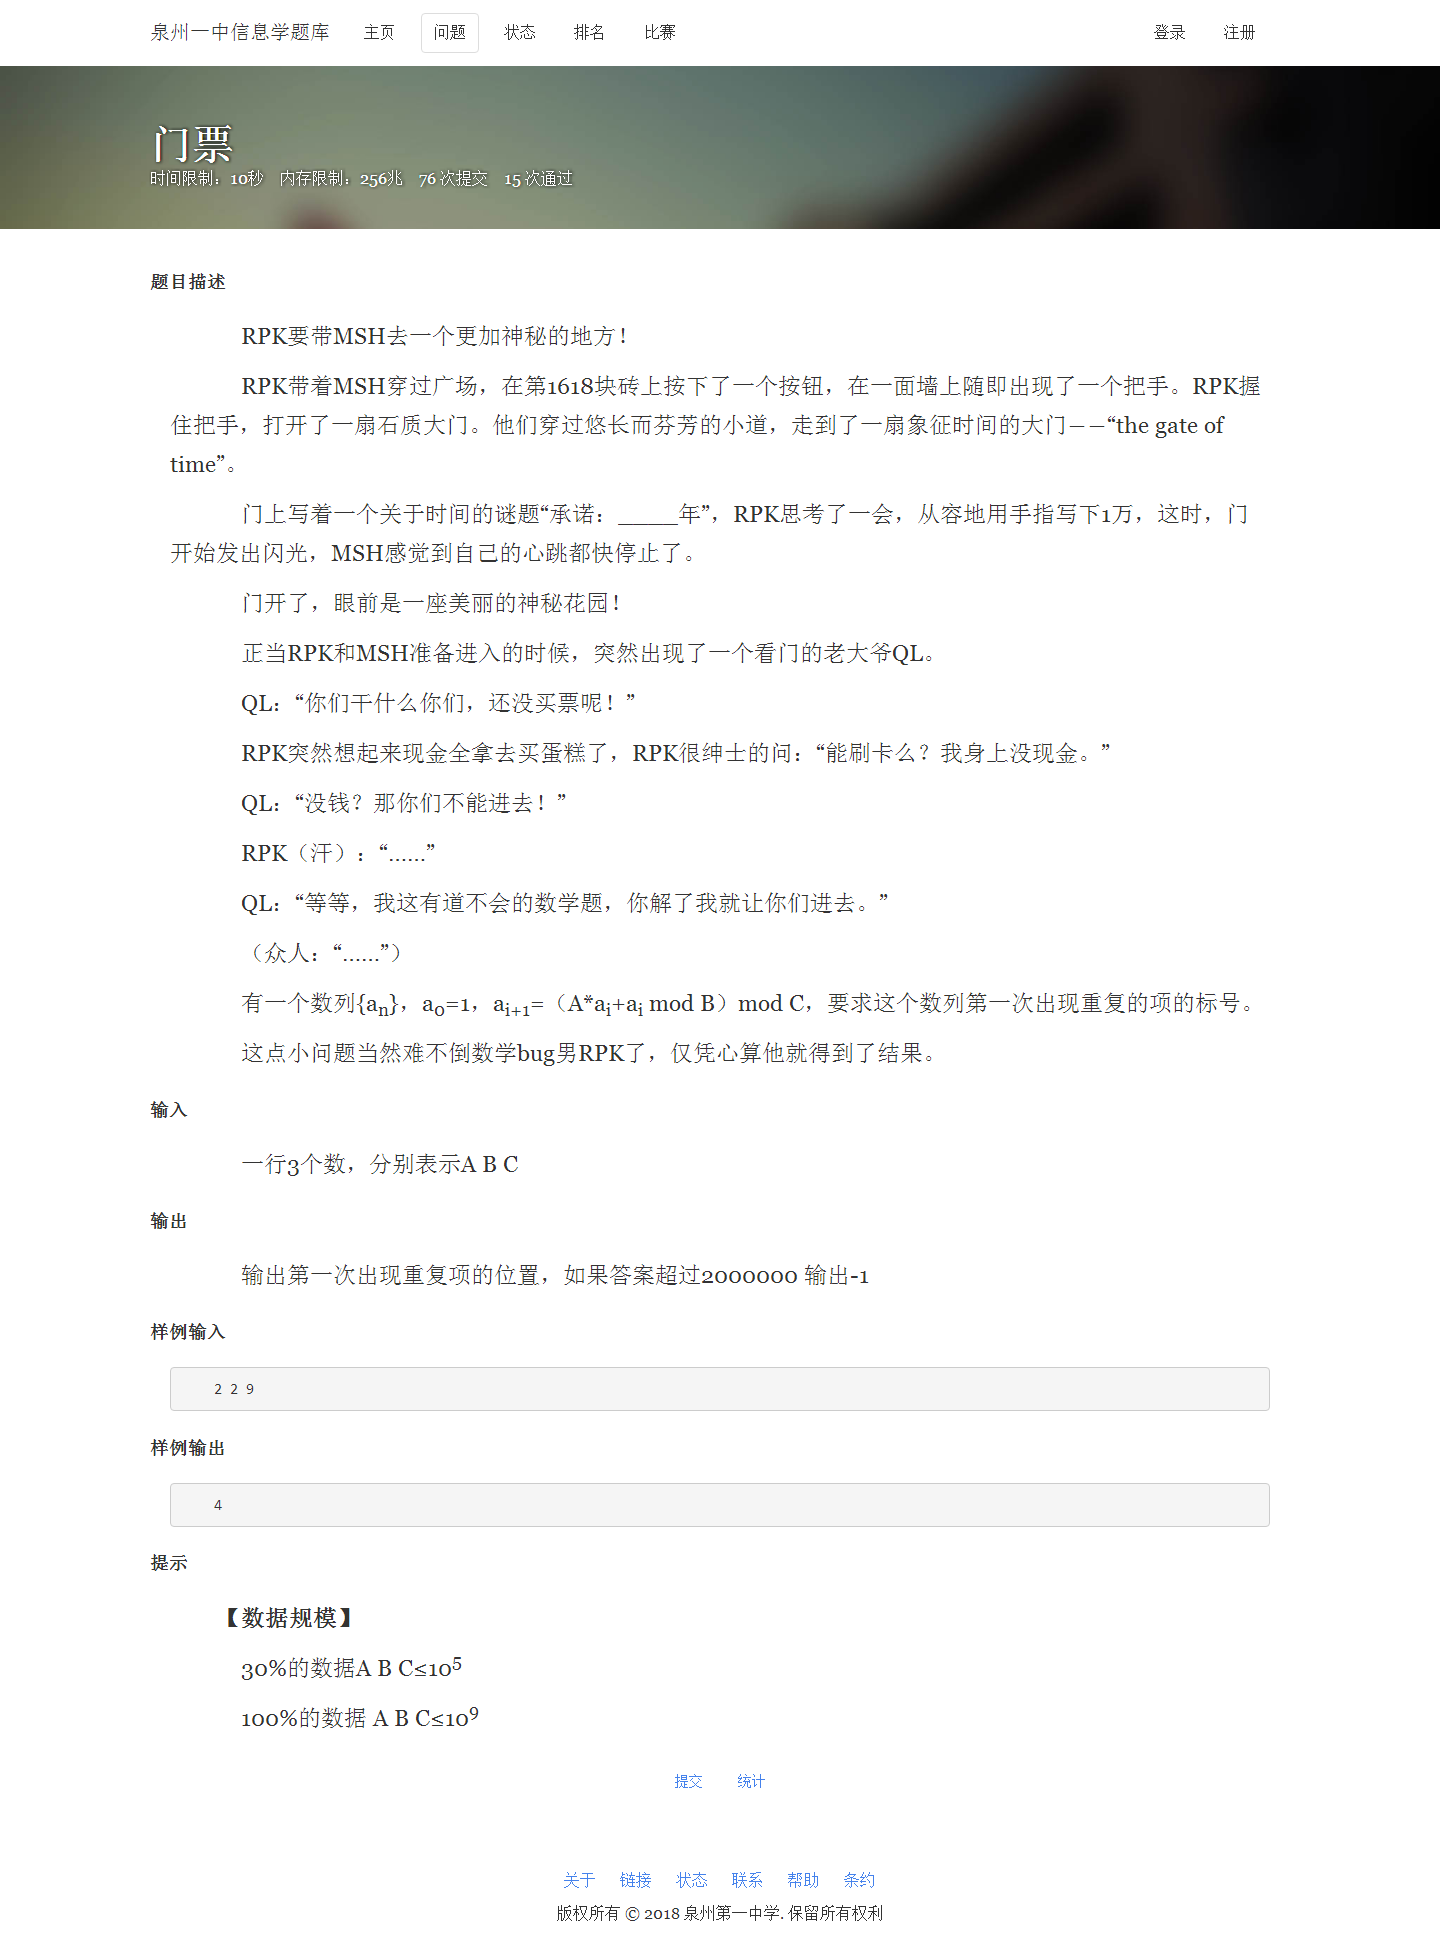 泉州一中信息学题库 主页 问题 状态 排名 比赛 登录 注册
门票
时间限制：10秒 内存限制：256兆 76 次提交 15 次通过
题目描述
RPK要带MSH去一个更加神秘的地方！
RPK带着MSH穿过广场，在第1618块砖上按下了一个按钮，在一面墙上随即出现了一个把手。RPK握
住把手，打开了一扇石质大门。他们穿过悠长而芬芳的小道，走到了一扇象征时间的大门——“the gate of
time”。
门上写着一个关于时间的谜题“承诺：_____年”，RPK思考了一会，从容地用手指写下1万，这时，门
开始发出闪光，MSH感觉到自己的心跳都快停止了。
门开了，眼前是一座美丽的神秘花园！
正当RPK和MSH准备进入的时候，突然出现了一个看门的老大爷QL。
QL：“你们干什么你们，还没买票呢！”
RPK突然想起来现金全拿去买蛋糕了，RPK很绅士的问：“能刷卡么？我身上没现金。”
QL：“没钱？那你们不能进去！”
RPK（汗）：“……”
QL：“等等，我这有道不会的数学题，你解了我就让你们进去。”
（众人：“……”）
有一个数列{aₙ}，a₀=1，aᵢ₊₁=（A*aᵢ+aᵢ mod B）mod C，要求这个数列第一次出现重复的项的标号。
这点小问题当然难不倒数学bug男RPK了，仅凭心算他就得到了结果。
输入
一行3个数，分别表示A B C
输出
输出第一次出现重复项的位置，如果答案超过2000000 输出-1
样例输入
2 2 9
样例输出
4
提示
【数据规模】
30%的数据A B C≤10⁵
100%的数据 A B C≤10⁹
提交 统计
关于 链接 状态 联系 帮助 条约
版权所有 © 2018 泉州第一中学. 保留所有权利